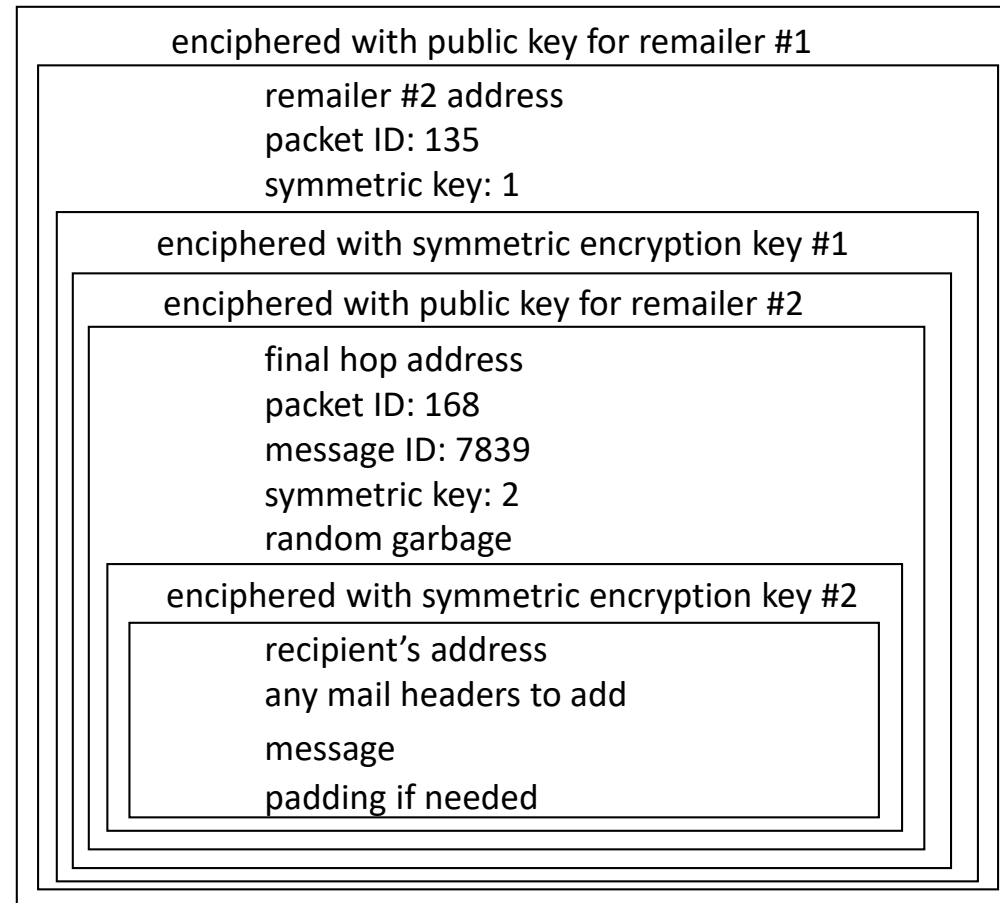 enciphered with public key for remailer #1
remailer #2 address
packet ID: 135
symmetric key: 1
enciphered with symmetric encryption key #1
enciphered with public key for remailer #2
final hop address
packet ID: 168
message ID: 7839
symmetric key: 2
random garbage
enciphered with symmetric encryption key #2
recipient’s address
any mail headers to add
message
padding if needed